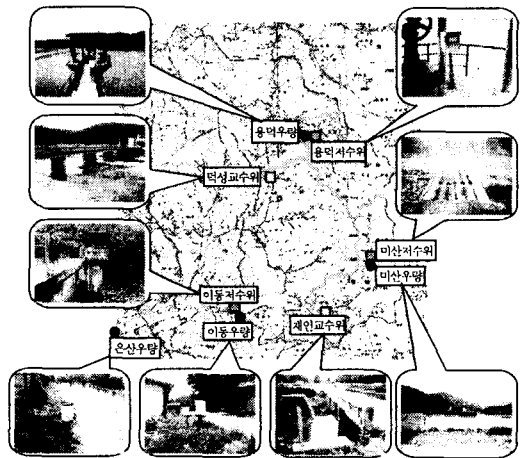 용덕우량
용덕저수위
덕성교수위
미산저수위
미산우량
이동저수위
이동우량
재인교수위
은산우량